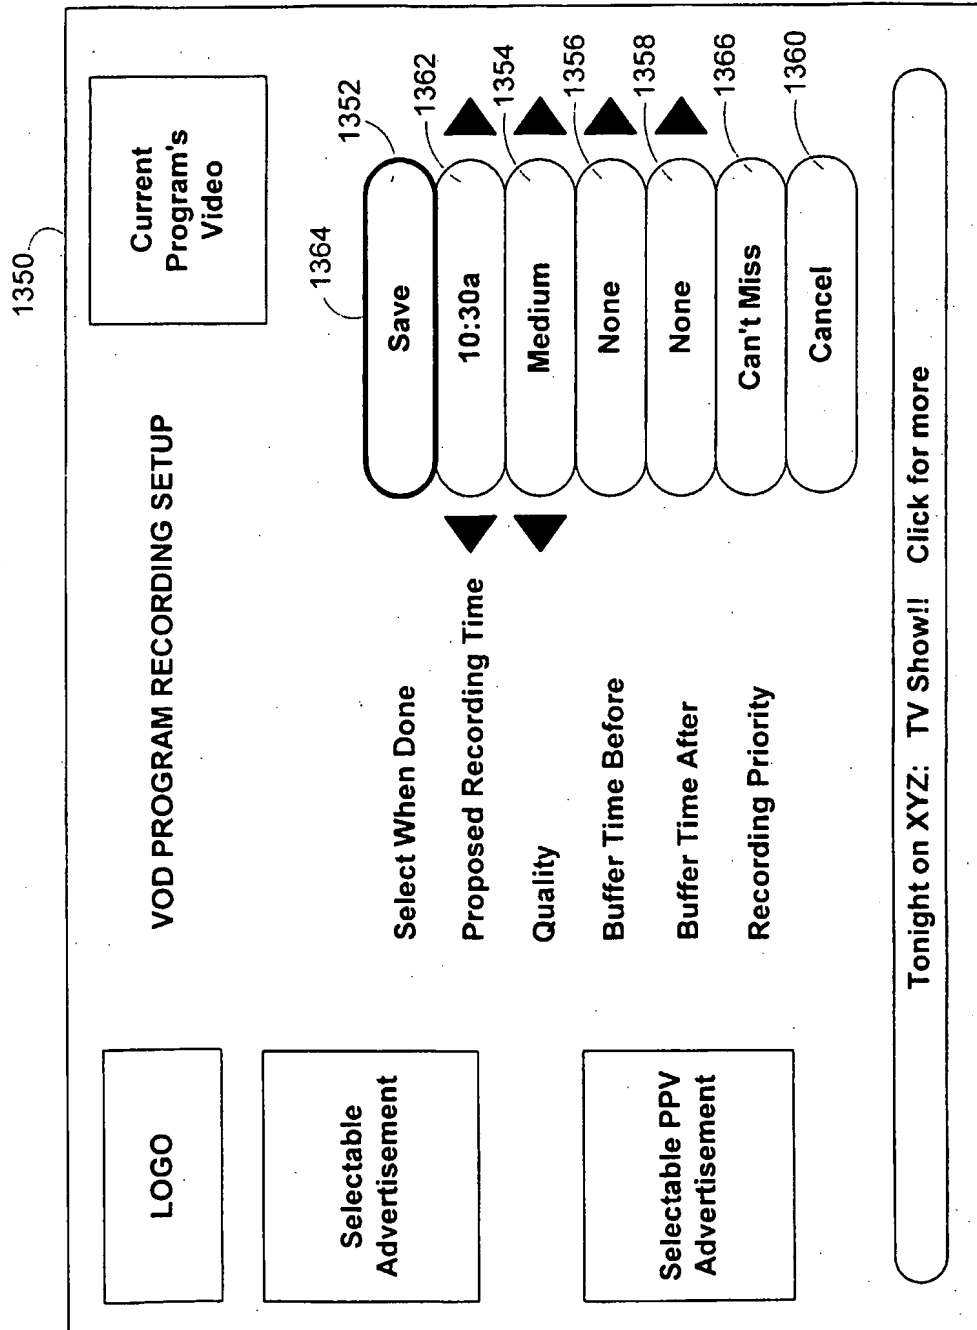 1350
LOGO
VOD PROGRAM RECORDING SETUP
Current
Program's
Video
Selectable
Advertisement
Selectable PPV
Advertisement
1364
1352
Select When Done
Save
1362
Proposed Recording Time
10:30a
1354
Quality
Medium
1356
Buffer Time Before
None
1358
Buffer Time After
None
1366
Recording Priority
Can't Miss
1360
Cancel
Tonight on XYZ: TV Show!! Click for more